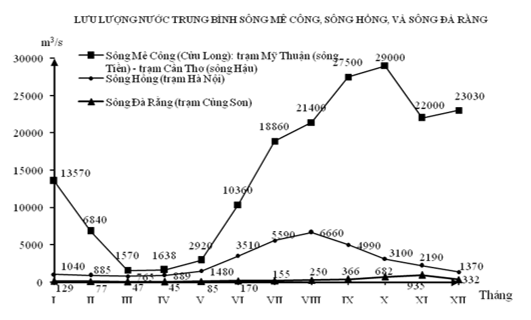 LƯU LƯỢNG NƯỚC TRUNG BÌNH SÔNG MÊ CÔNG, SÔNG HỒNG, VÀ SÔNG ĐÀ RẰNG
m³/s
Sông Mê Công (Cửu Long): trạm Mỹ Thuận (sông
Tiền) - trạm Cần Thơ (sông Hậu)
Sông Hồng (trạm Hà Nội)
Sông Đà Rằng (trạm Củng Sơn)
30000
25000
20000
15000
10000
5000
0
13570 6840 1570 1638 2920 10360 18860 21400 27500 29000 22000 23030
1040 885 765 889 1480 3510 5590 6660 4990 3100 2190 1370
129 77 47 45 85 170 155 250 366 682 935 332
I II III IV V VI VII VIII IX X XI XII
Tháng